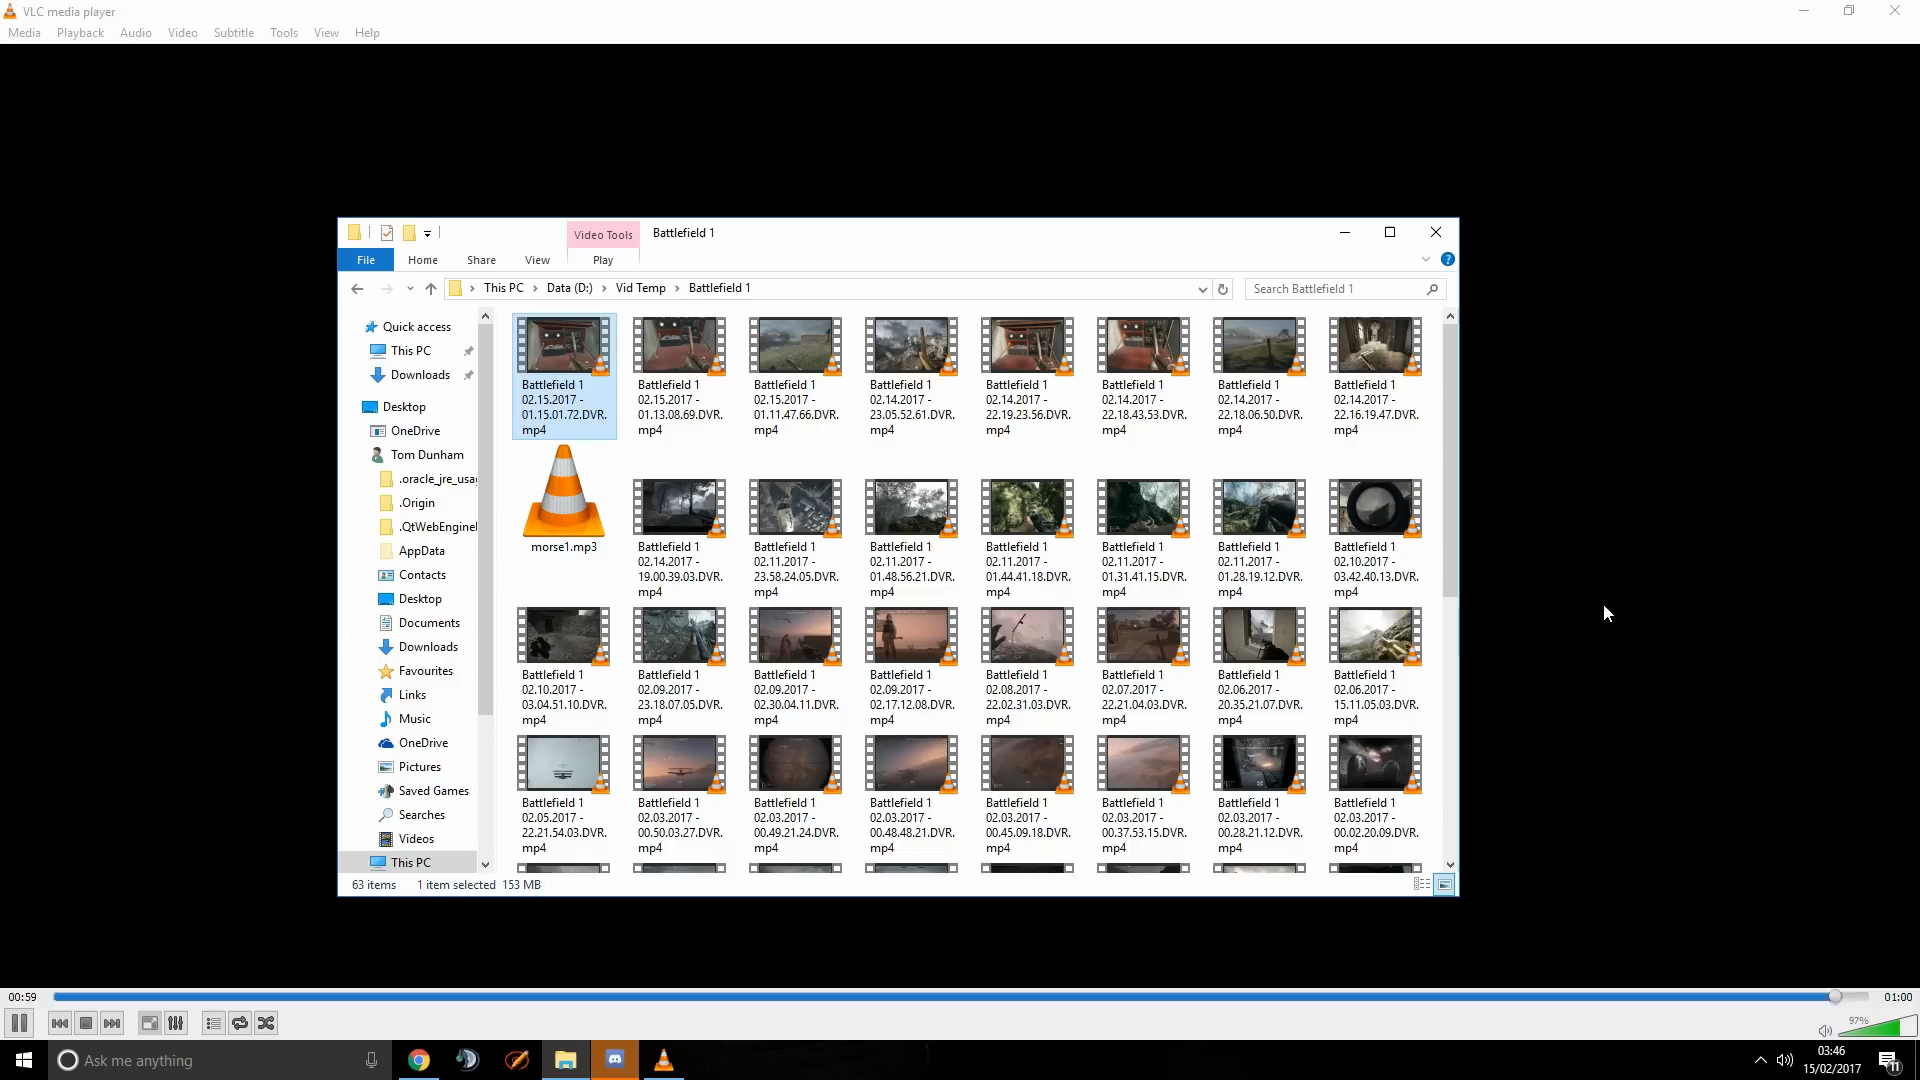 VLC media player
Media Playback Audio Video Subtitle Tools View Help
Video Tools Battlefield 1
File Home Share View Play
This PC Data (D:) Vid Temp Battlefield 1 Search Battlefield 1
Quick access
This PC
Downloads
Desktop
OneDrive
Tom Dunham
.oracle_jre_usa
.Origin
.QtWebEngine
AppData
Contacts
Desktop
Documents
Downloads
Favourites
Links
Music
OneDrive
Pictures
Saved Games
Searches
Videos
This PC
Battlefield 1 Battlefield 1 Battlefield 1 Battlefield 1 Battlefield 1 Battlefield 1 Battlefield 1 Battlefield 1
02.15.2017 - 02.15.2017 - 02.15.2017 - 02.14.2017 - 02.14.2017 - 02.14.2017 - 02.14.2017 - 02.14.2017 -
01.15.01.72.DVR. 01.13.08.69.DVR. 01.11.47.66.DVR. 23.05.52.61.DVR. 22.19.23.56.DVR. 22.18.43.53.DVR. 22.18.06.50.DVR. 22.16.19.47.DVR.
mp4 mp4 mp4 mp4 mp4 mp4 mp4 mp4
morse1.mp3 Battlefield 1 Battlefield 1 Battlefield 1 Battlefield 1 Battlefield 1 Battlefield 1 Battlefield 1
02.14.2017 - 02.11.2017 - 02.11.2017 - 02.11.2017 - 02.11.2017 - 02.11.2017 - 02.10.2017 -
19.00.39.03.DVR. 23.58.24.05.DVR. 01.48.56.21.DVR. 01.44.41.18.DVR. 01.31.41.15.DVR. 01.28.19.12.DVR. 03.42.40.13.DVR.
mp4 mp4 mp4 mp4 mp4 mp4 mp4
Battlefield 1 Battlefield 1 Battlefield 1 Battlefield 1 Battlefield 1 Battlefield 1 Battlefield 1 Battlefield 1
02.10.2017 - 02.09.2017 - 02.09.2017 - 02.09.2017 - 02.08.2017 - 02.07.2017 - 02.06.2017 - 02.06.2017 -
03.04.51.10.DVR. 23.18.07.05.DVR. 02.30.04.11.DVR. 02.17.12.08.DVR. 22.02.31.03.DVR. 22.21.04.03.DVR. 20.35.21.07.DVR. 15.11.05.03.DVR.
mp4 mp4 mp4 mp4 mp4 mp4 mp4 mp4
Battlefield 1 Battlefield 1 Battlefield 1 Battlefield 1 Battlefield 1 Battlefield 1 Battlefield 1 Battlefield 1
02.05.2017 - 02.03.2017 - 02.03.2017 - 02.03.2017 - 02.03.2017 - 02.03.2017 - 02.03.2017 - 02.03.2017 -
22.21.54.03.DVR. 00.50.03.27.DVR. 00.49.21.24.DVR. 00.48.48.21.DVR. 00.45.09.18.DVR. 00.37.53.15.DVR. 00.28.21.12.DVR. 00.02.20.09.DVR.
mp4 mp4 mp4 mp4 mp4 mp4 mp4 mp4
63 items 1 item selected 153 MB
00:59 01:00
97%
Ask me anything
03:46
15/02/2017
11